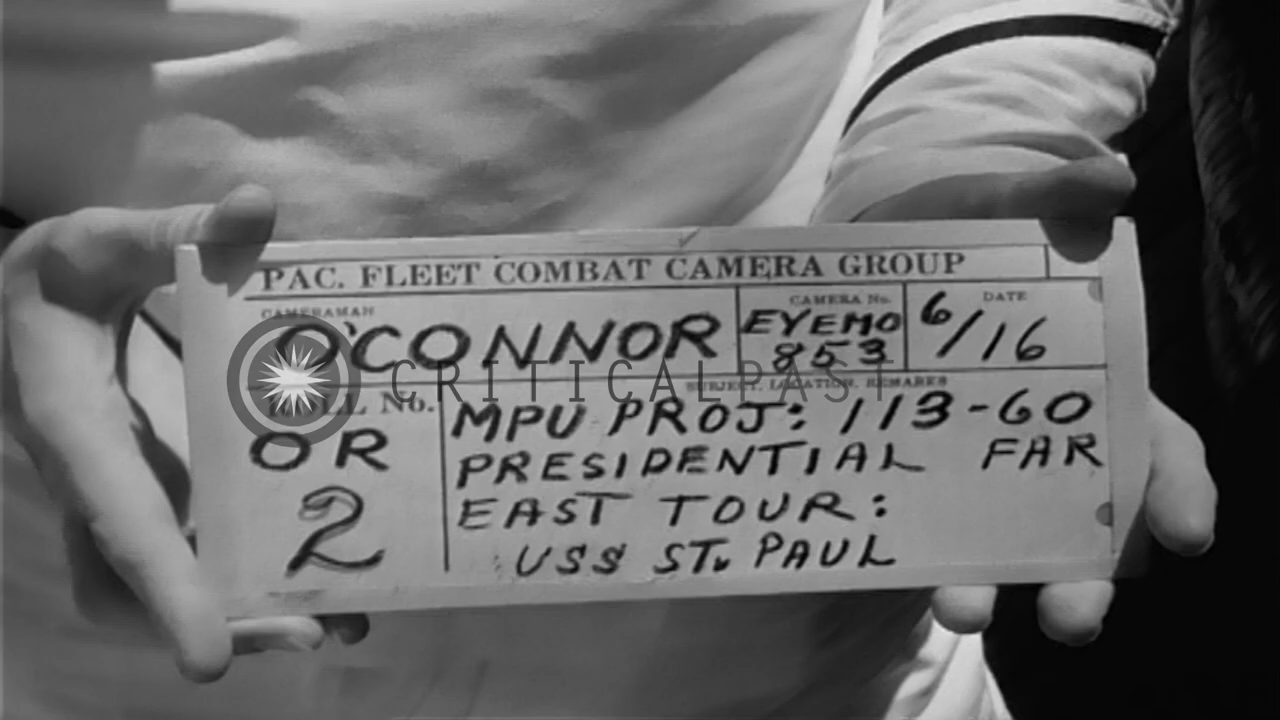 PAC. FLEET COMBAT CAMERA GROUP
CAMERAMAN
O'CONNOR
CAMERA No.
EYEMO
853
DATE
6/16
CRITICALPAST
ROLL No.
OR
2
SUBJECT, LOCATION, REMARKS
MPU PROJ: 113-60
PRESIDENTIAL FAR
EAST TOUR:
USS ST. PAUL